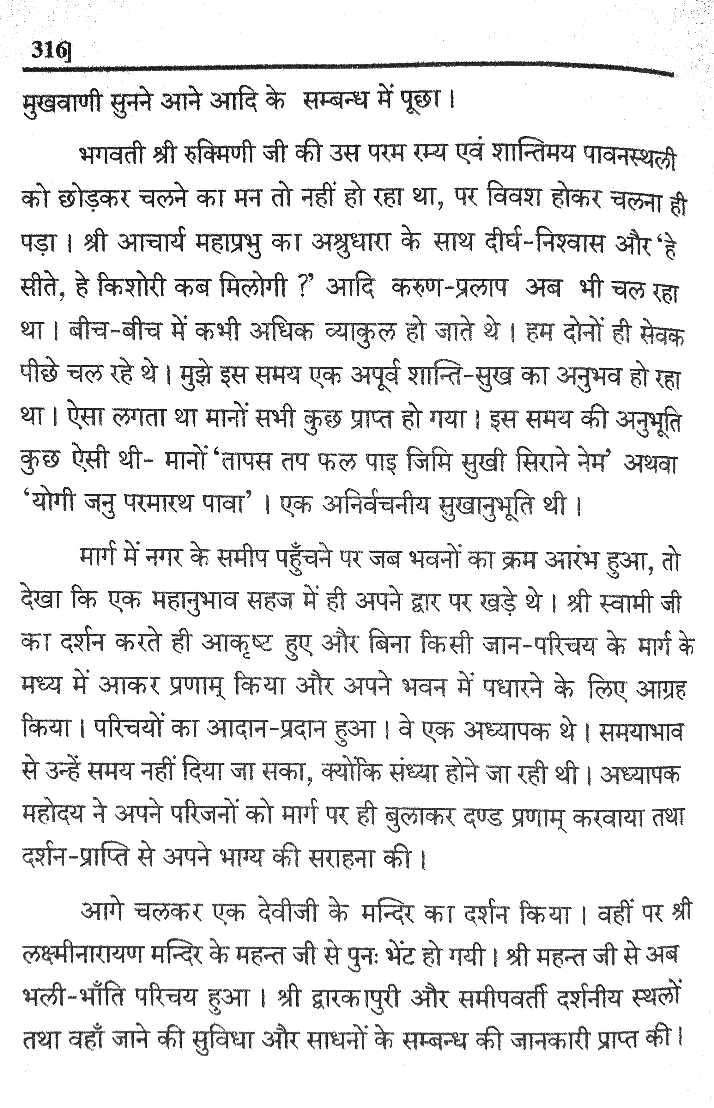 316]
मुखवाणी सुनने आने आदि के सम्बन्ध में पूछा।
भगवती श्री रुक्मिणी जी की उस परम रम्य एवं शान्तिमय पावनस्थली
को छोड़कर चलने का मन तो नहीं हो रहा था, पर विवश होकर चलना ही
पड़ा। श्री आचार्य महाप्रभु का अश्रुधारा के साथ दीर्घ-निश्वास और ‘हे
सीते, हे किशोरी कब मिलोगी ?’ आदि करुण-प्रलाप अब भी चल रहा
था। बीच-बीच में कभी अधिक व्याकुल हो जाते थे। हम दोनों ही सेवक
पीछे चल रहे थे। मुझे इस समय एक अपूर्व शान्ति-सुख का अनुभव हो रहा
था। ऐसा लगता था मानों सभी कुछ प्राप्त हो गया। इस समय की अनुभूति
कुछ ऐसी थी- मानों ‘तापस तप फल पाइ जिमि सुखी सिराने नेम’ अथवा
‘योगी जनु परमारथ पावा’। एक अनिर्वचनीय सुखानुभूति थी।
मार्ग में नगर के समीप पहुँचने पर जब भवनों का क्रम आरंभ हुआ, तो
देखा कि एक महानुभाव सहज में ही अपने द्वार पर खड़े थे। श्री स्वामी जी
का दर्शन करते ही आकृष्ट हुए और बिना किसी जान-परिचय के मार्ग के
मध्य में आकर प्रणाम् किया और अपने भवन में पधारने के लिए आग्रह
किया। परिचयों का आदान-प्रदान हुआ। वे एक अध्यापक थे। समयाभाव
से उन्हें समय नहीं दिया जा सका, क्योंकि संध्या होने जा रही थी। अध्यापक
महोदय ने अपने परिजनों को मार्ग पर ही बुलाकर दण्ड प्रणाम् करवाया तथा
दर्शन-प्राप्ति से अपने भाग्य की सराहना की।
आगे चलकर एक देवीजी के मन्दिर का दर्शन किया। वहीं पर श्री
लक्ष्मीनारायण मन्दिर के महन्त जी से पुनः भेंट हो गयी। श्री महन्त जी से अब
भली-भाँति परिचय हुआ। श्री द्वारकापुरी और समीपवर्ती दर्शनीय स्थलों
तथा वहाँ जाने की सुविधा और साधनों के सम्बन्ध की जानकारी प्राप्त की।